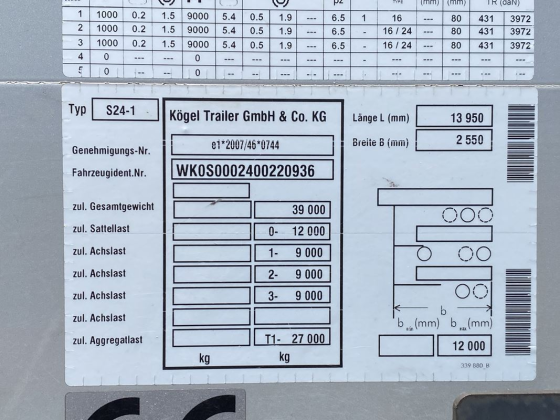 1 1000 0.2 1.5 9000 5.4 0.5 1.9 --- 6.5 1 16 --- 80 431 3972
2 1000 0.2 1.5 9000 5.4 0.5 1.9 --- 6.5 - 16 / 24 --- 80 431 3972
3 1000 0.2 1.5 9000 5.4 0.5 1.9 --- 6.5 - 16 / 24 --- 80 431 3972
4 0 --- --- 0 --- --- --- --- --- - --- --- --- --- ---
5 0 --- --- 0 --- --- --- --- --- --- --- --- --- ---
Typ S24-1
Kögel Trailer GmbH & Co. KG
Länge L (mm) 13 950
Breite B (mm) 2 550
Genehmigungs-Nr. e1*2007/46*0744
Fahrzeugident.Nr. WK0S0002400220936
zul. Gesamtgewicht 39 000
zul. Sattellast 0- 12 000
zul. Achslast 1- 9 000
zul. Achslast 2- 9 000
zul. Achslast 3- 9 000
zul. Achslast
zul. Aggregatlast T1- 27 000
kg kg
b
b min (mm) b max (mm)
12 000
339 880_B
CE